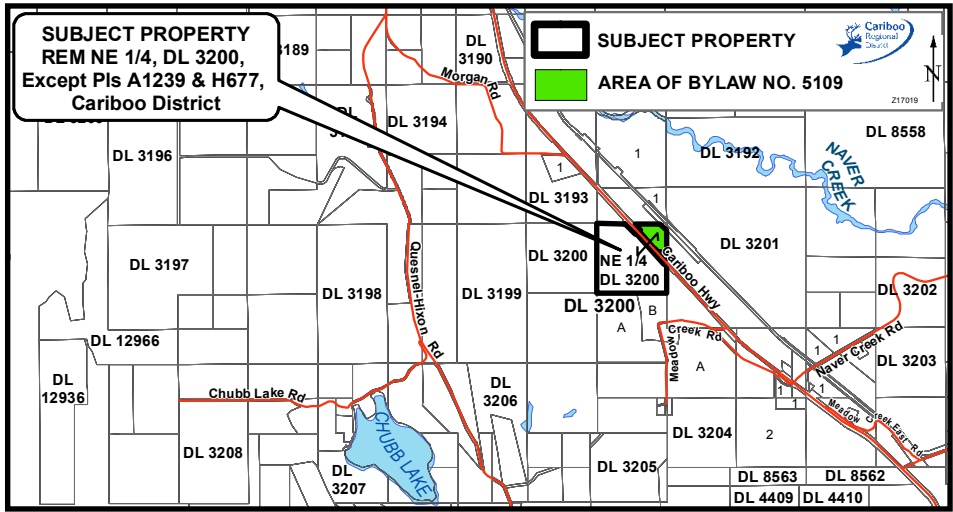 SUBJECT PROPERTY
REM NE 1/4, DL 3200,
Except Pls A1239 & H677,
Cariboo District
SUBJECT PROPERTY
AREA OF BYLAW NO. 5109
Cariboo
Regional
District
N
Z17019
3189
DL
3190
Morgan Rd
DL 3194
DL
DL 3196
1
1
DL 3192
DL 8558
NAVER
CREEK
DL 3193
1
DL 3197
DL 3200
NE 1/4
DL 3200
Cariboo Hwy
DL 3201
Quesnel-Hixon Rd
DL 3198
DL 3199
DL 3200
DL 3202
A
B
Meadow
Creek Rd
A
1
1
Naver Creek Rd
DL 3203
DL 12966
DL
12936
Chubb Lake Rd
DL
3206
1
1
1
Meadow
Creek East Rd
CHUBB LAKE
DL 3204
2
DL 3208
DL
3207
DL 3205
DL 8563
DL 8562
DL 4409
DL 4410